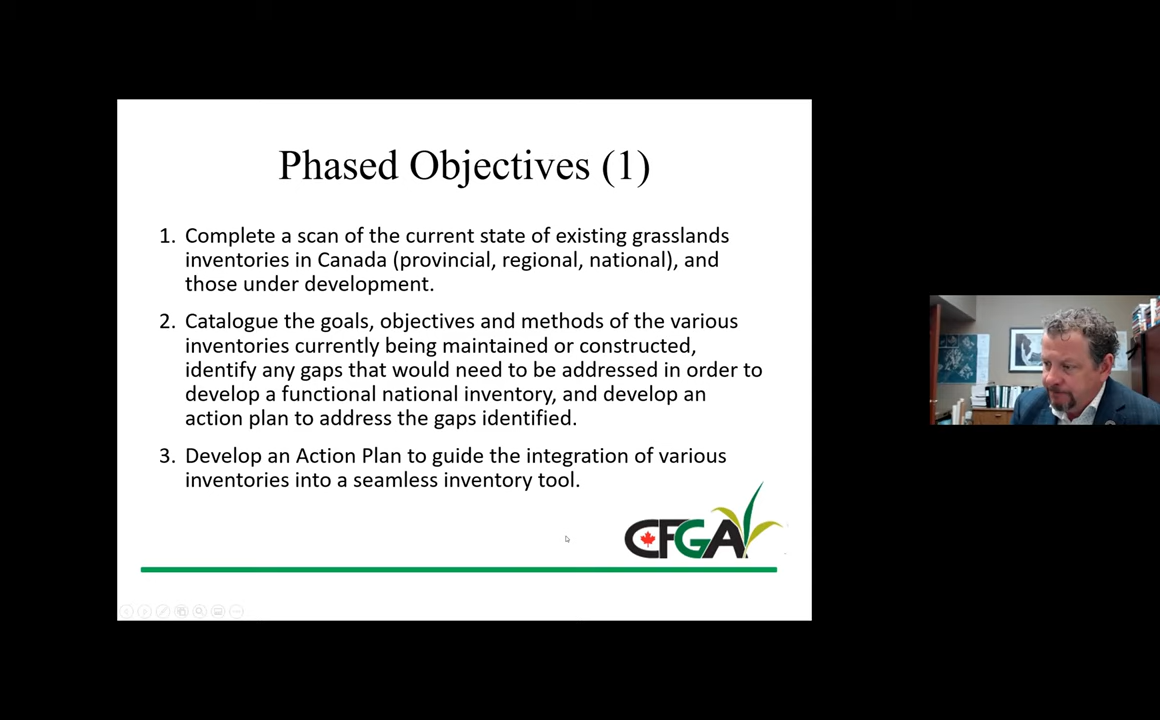 Phased Objectives (1)
1. Complete a scan of the current state of existing grasslands
inventories in Canada (provincial, regional, national), and
those under development.
2. Catalogue the goals, objectives and methods of the various
inventories currently being maintained or constructed,
identify any gaps that would need to be addressed in order to
develop a functional national inventory, and develop an
action plan to address the gaps identified.
3. Develop an Action Plan to guide the integration of various
inventories into a seamless inventory tool.
CFGA